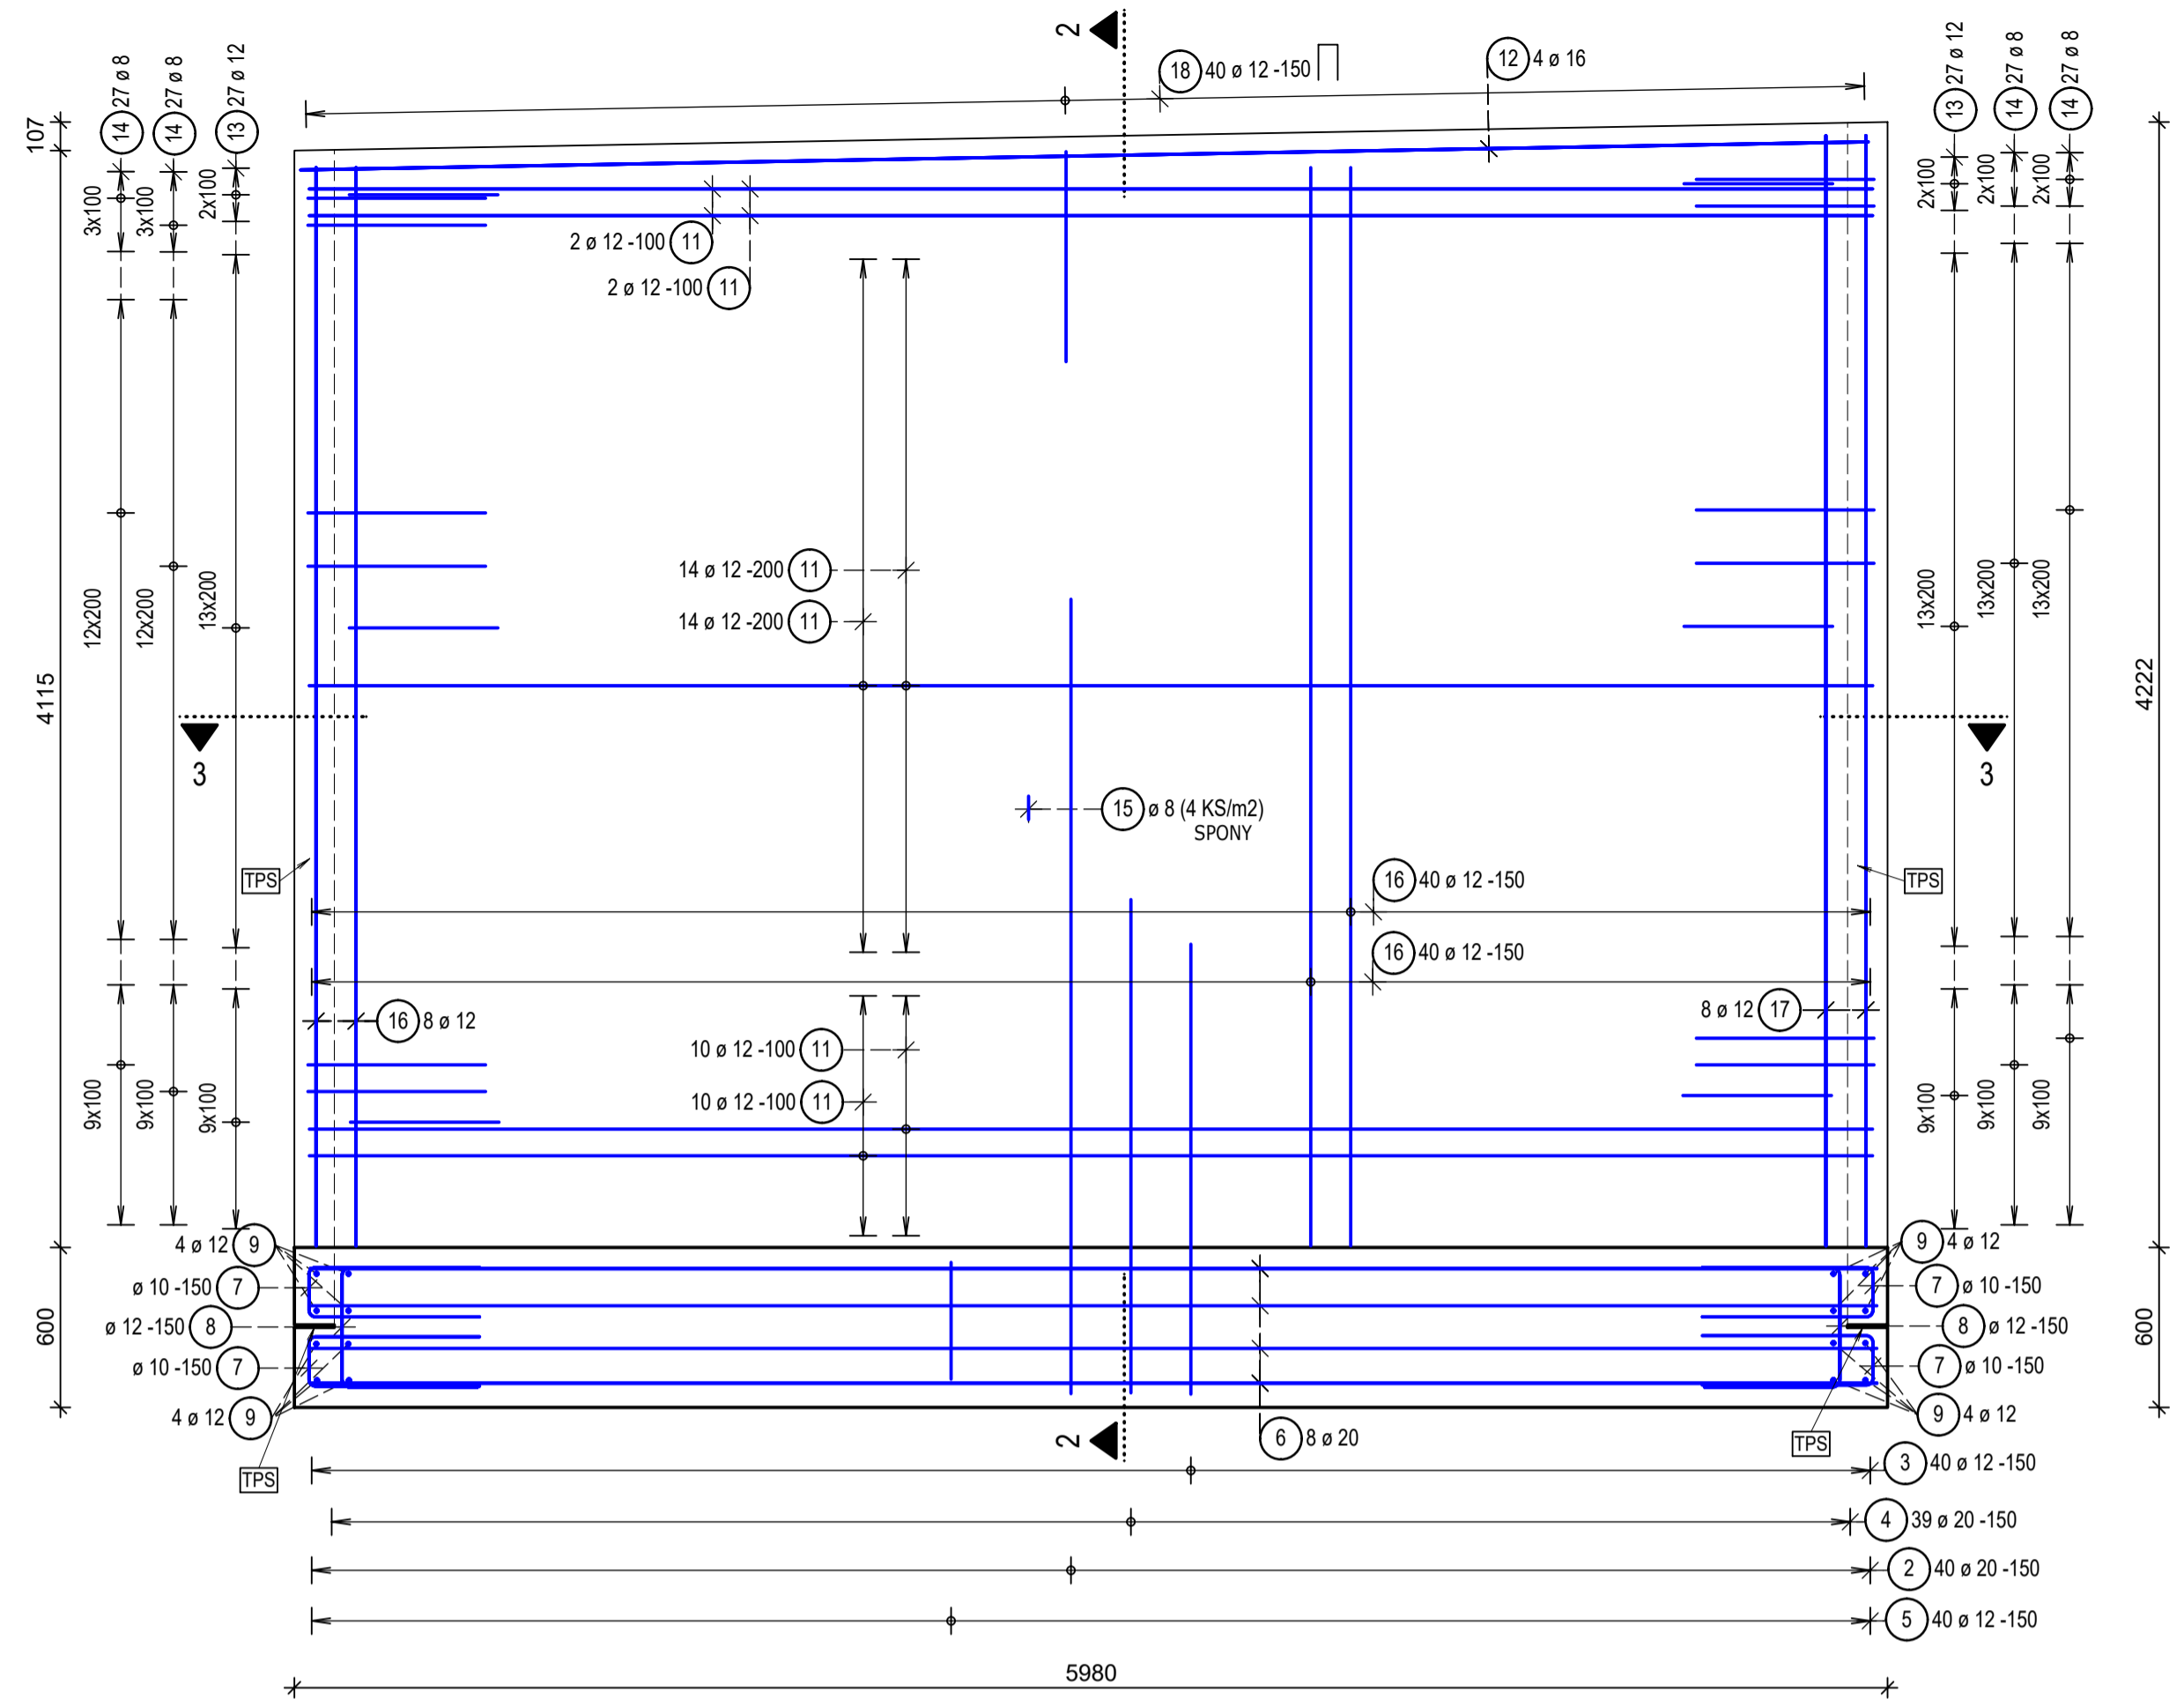 2
18 40 ø 12 -150
12 4 ø 16
14 27 ø 8
14 27 ø 8
13 27 ø 12
13 27 ø 12
14 27 ø 8
14 27 ø 8
107
3x100
3x100
2x100
2x100
2x100
2x100
2 ø 12 -100 11
2 ø 12 -100 11
14 ø 12 -200 11
14 ø 12 -200 11
12x200
12x200
13x200
13x200
13x200
13x200
4115
4222
3
3
15 ø 8 (4 KS/m2)
SPONY
TPS
TPS
16 40 ø 12 -150
16 40 ø 12 -150
16 8 ø 12
8 ø 12 17
10 ø 12 -100 11
10 ø 12 -100 11
9x100
9x100
9x100
9x100
9x100
9x100
4 ø 12 9
9 4 ø 12
ø 10 -150 7
7 ø 10 -150
ø 12 -150 8
8 ø 12 -150
600
600
ø 10 -150 7
7 ø 10 -150
4 ø 12 9
9 4 ø 12
2
6 8 ø 20
TPS
TPS
3 40 ø 12 -150
4 39 ø 20 -150
2 40 ø 20 -150
5 40 ø 12 -150
5980